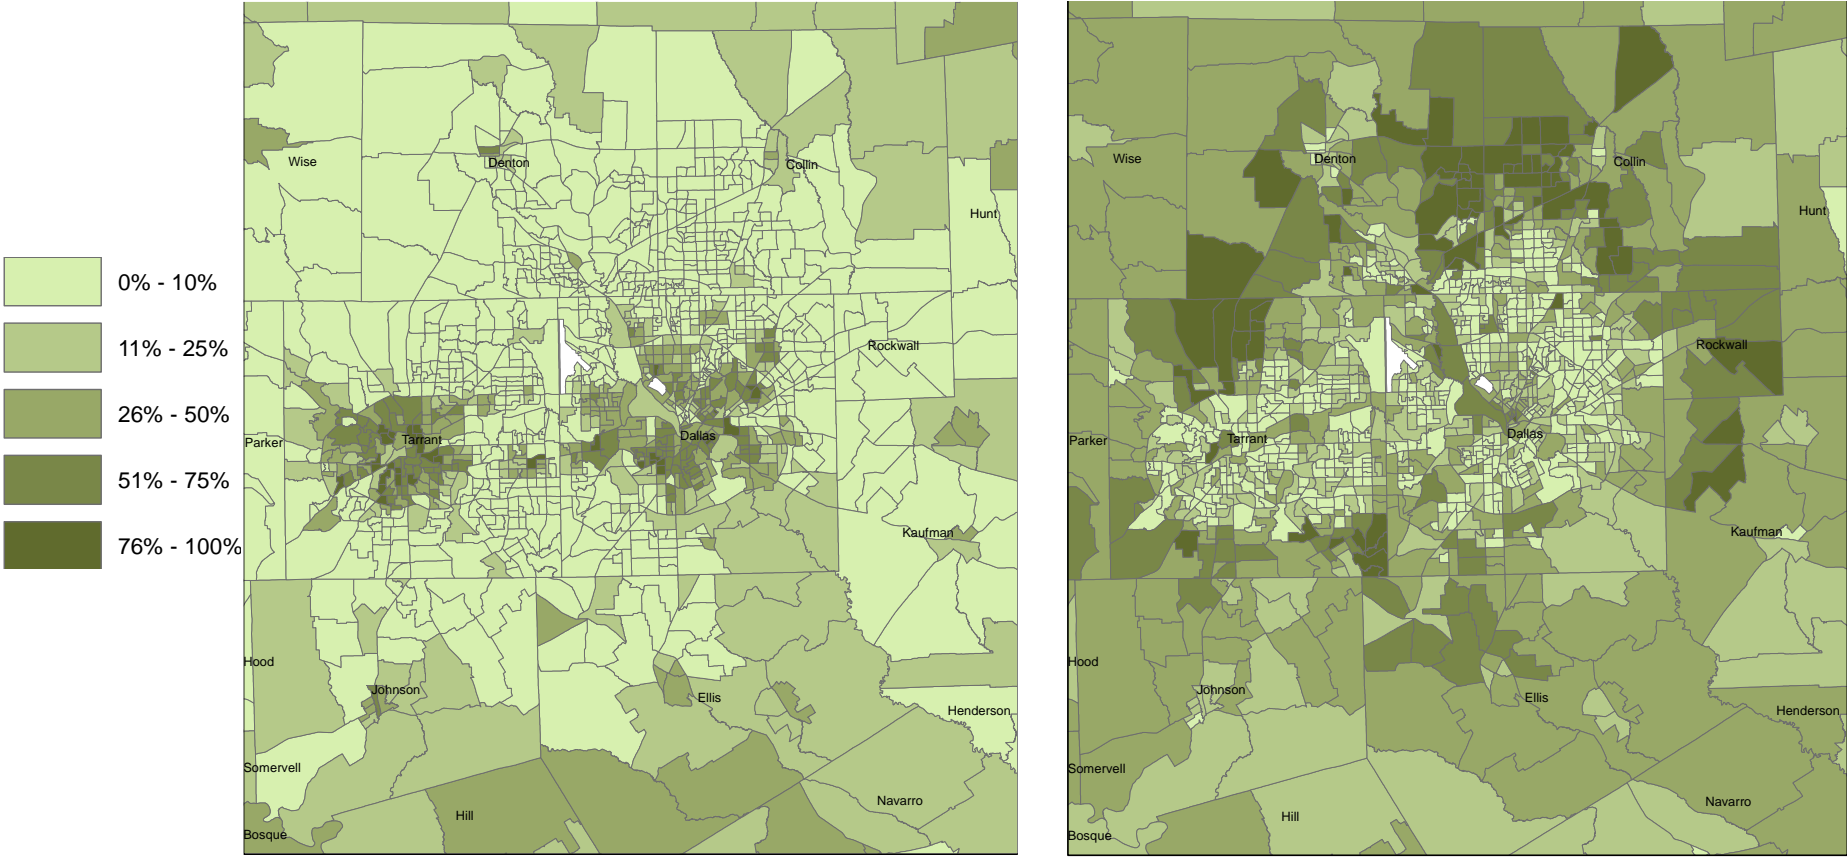 0% - 10%
11% - 25%
26% - 50%
51% - 75%
76% - 100%
Wise
Denton
Collin
Hunt
Rockwall
Parker
Tarrant
Dallas
Kaufman
Hood
Johnson
Ellis
Henderson
Somervell
Navarro
Hill
Bosque
Wise
Denton
Collin
Hunt
Rockwall
Parker
Tarrant
Dallas
Kaufman
Hood
Johnson
Ellis
Henderson
Somervell
Navarro
Hill
Bosque